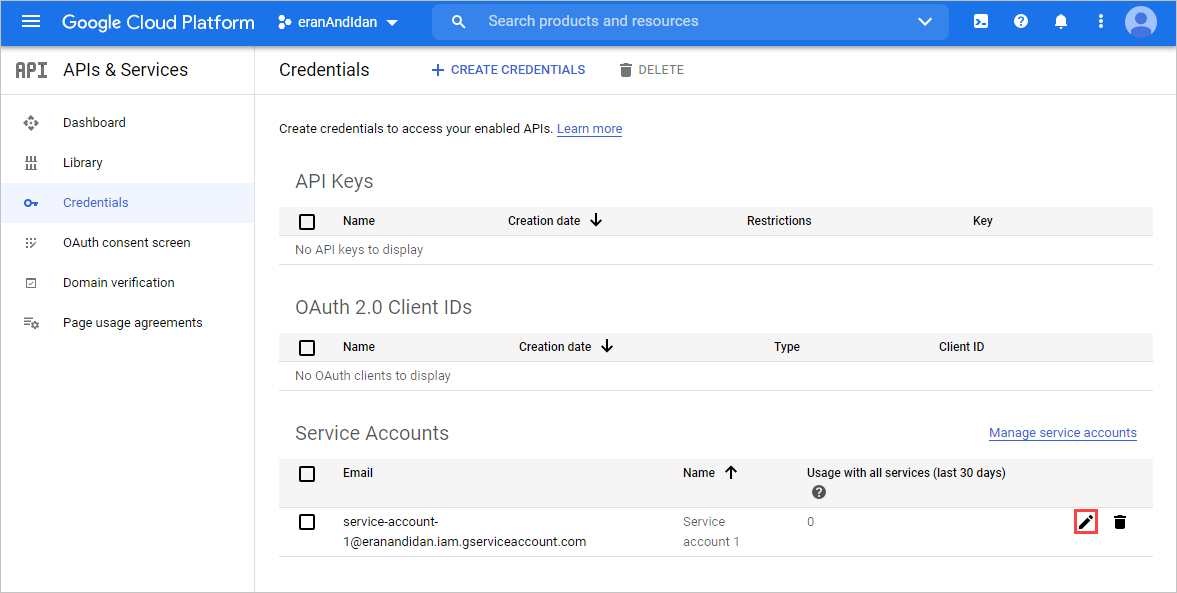 Google Cloud Platform eranAndIdan Search products and resources
API APIs & Services Credentials CREATE CREDENTIALS DELETE
Dashboard
Library
Credentials
OAuth consent screen
Domain verification
Page usage agreements
Create credentials to access your enabled APIs. Learn more
API Keys
Name Creation date Restrictions Key
No API keys to display
OAuth 2.0 Client IDs
Name Creation date Type Client ID
No OAuth clients to display
Service Accounts Manage service accounts
Email Name Usage with all services (last 30 days)
service-account- Service 0
1@eranandidan.iam.gserviceaccount.com account 1